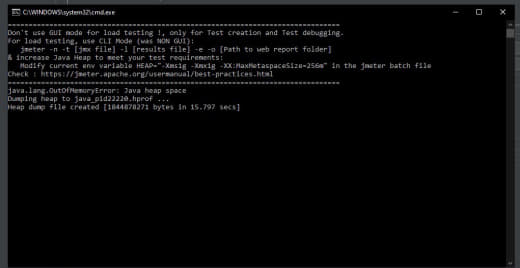 C:\WINDOWS\system32\cmd.exe
================================================================================
Don't use GUI mode for load testing !, only for Test creation and Test debugging.
For load testing, use CLI Mode (was NON GUI):
   jmeter -n -t [jmx file] -l [results file] -e -o [Path to web report folder]
& increase Java Heap to meet your test requirements:
   Modify current env variable HEAP="-Xms1g -Xmx1g -XX:MaxMetaspaceSize=256m" in the jmeter batch file
Check : https://jmeter.apache.org/usermanual/best-practices.html
================================================================================
java.lang.OutOfMemoryError: Java heap space
Dumping heap to java_pid22220.hprof ...
Heap dump file created [1844878271 bytes in 15.797 secs]